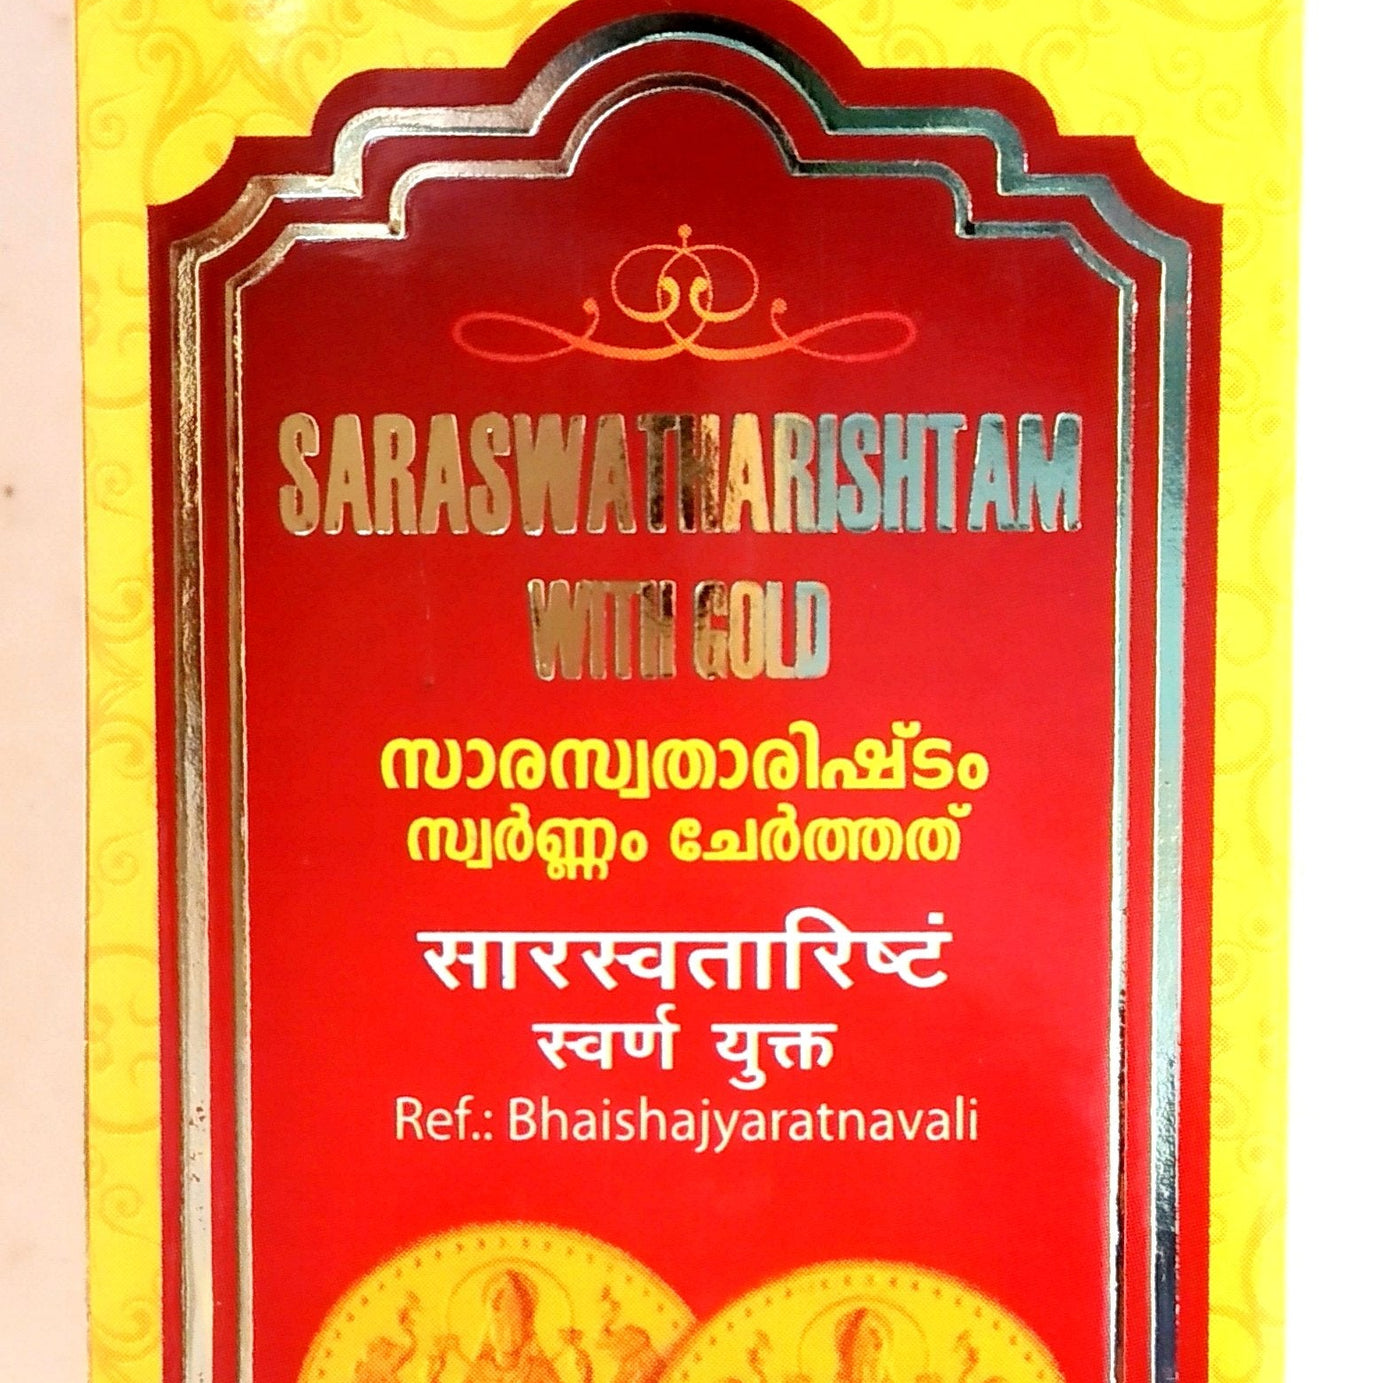 SARASWATHARISHTAM
WITH GOLD
സാരസ്വതാരിഷ്ടം
സ്വർണ്ണം ചേർത്തത്
सारस्वतारिष्टं
स्वर्ण युक्त
Ref.: Bhaishajyaratnavali